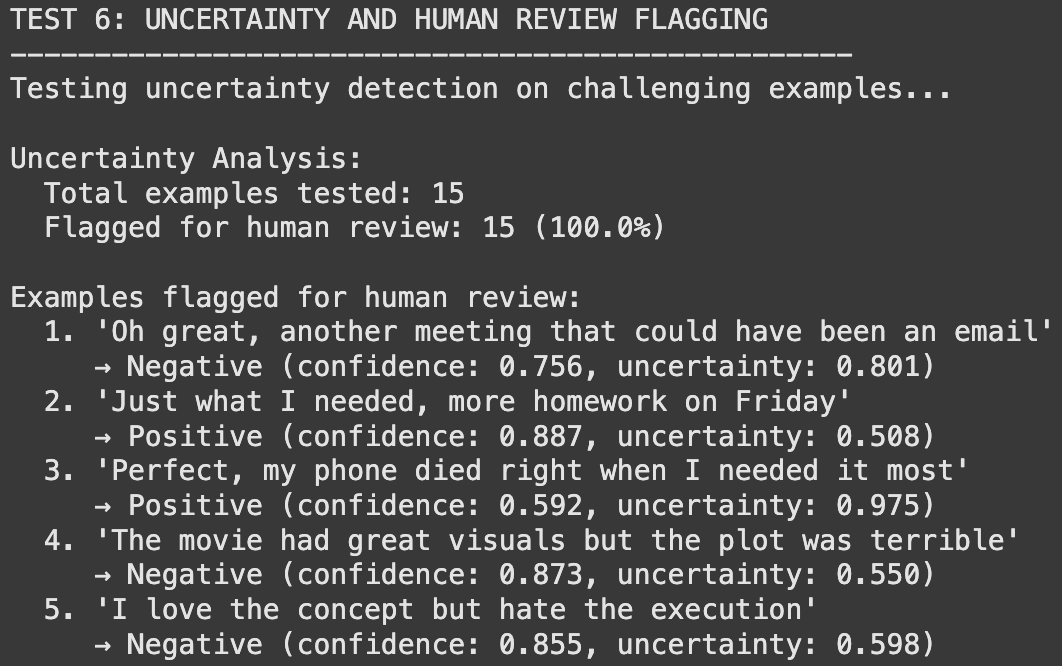 TEST 6: UNCERTAINTY AND HUMAN REVIEW FLAGGING
--------------------------------------------------
Testing uncertainty detection on challenging examples...
Uncertainty Analysis:
Total examples tested: 15
Flagged for human review: 15 (100.0%)
Examples flagged for human review:
1. 'Oh great, another meeting that could have been an email'
→ Negative (confidence: 0.756, uncertainty: 0.801)
2. 'Just what I needed, more homework on Friday'
→ Positive (confidence: 0.887, uncertainty: 0.508)
3. 'Perfect, my phone died right when I needed it most'
→ Positive (confidence: 0.592, uncertainty: 0.975)
4. 'The movie had great visuals but the plot was terrible'
→ Negative (confidence: 0.873, uncertainty: 0.550)
5. 'I love the concept but hate the execution'
→ Negative (confidence: 0.855, uncertainty: 0.598)